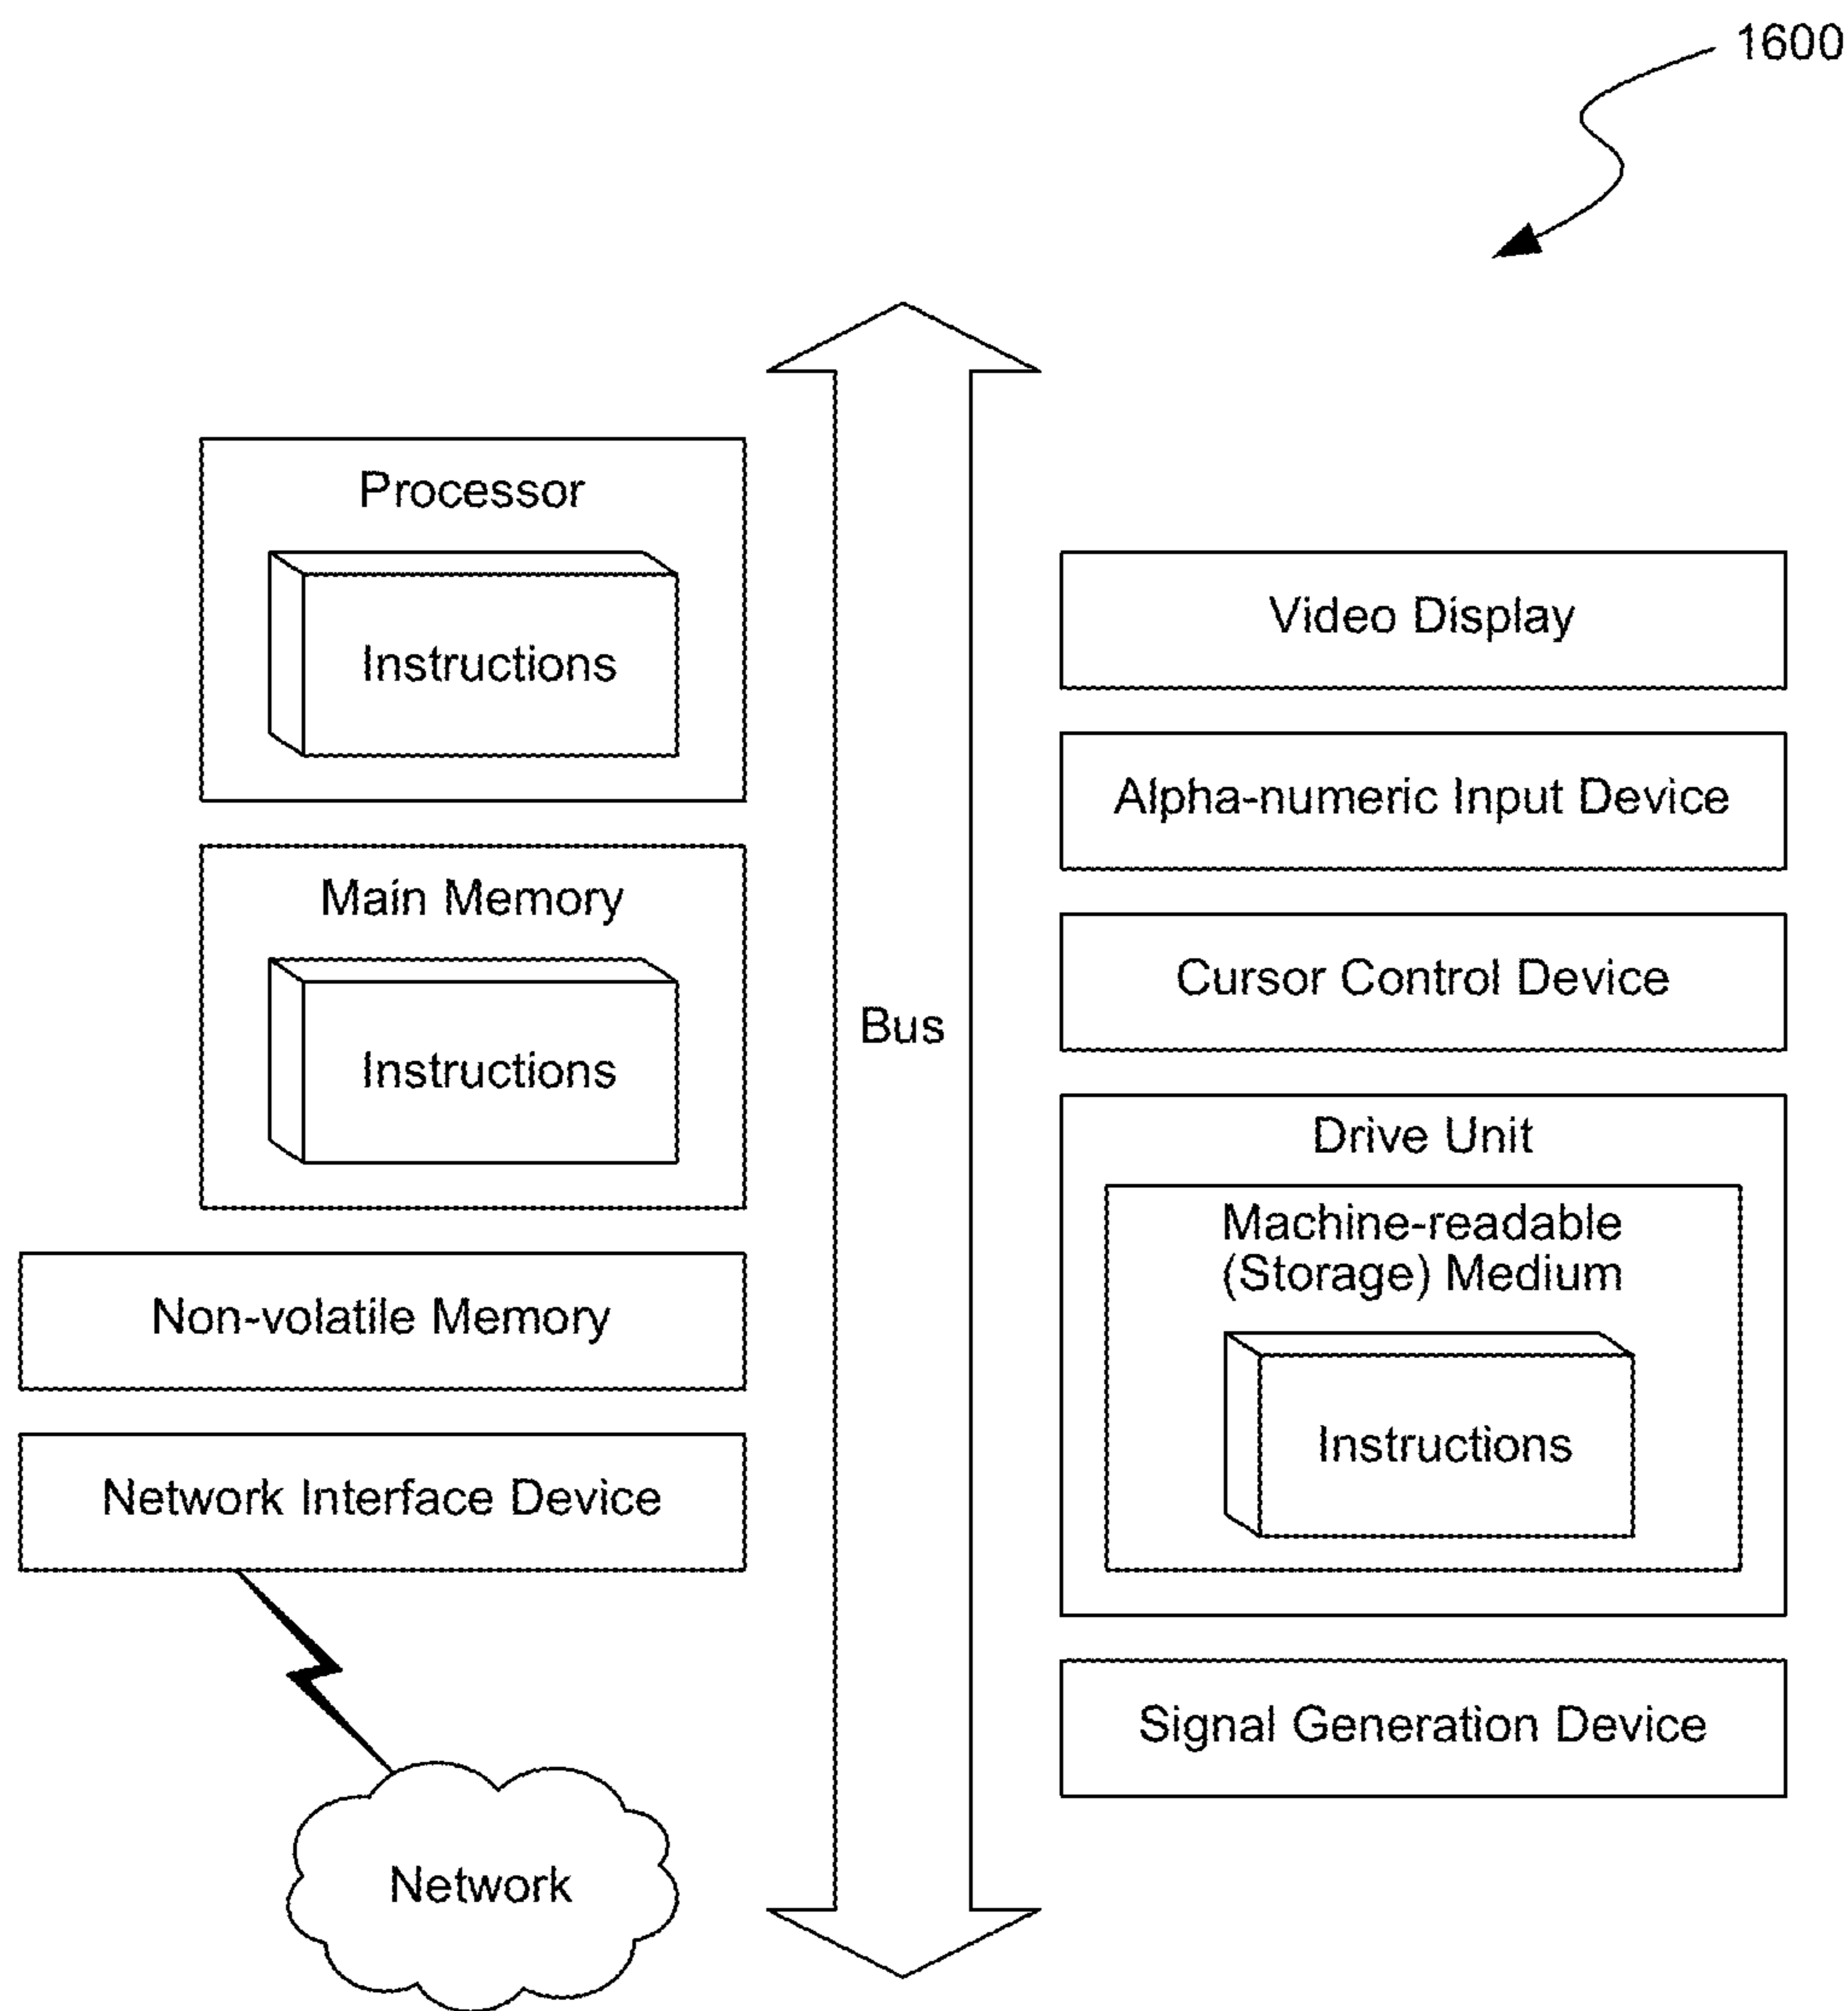 1600
Processor
Instructions
Main Memory
Instructions
Non-volatile Memory
Network Interface Device
Network
Bus
Video Display
Alpha-numeric Input Device
Cursor Control Device
Drive Unit
Machine-readable
(Storage) Medium
Instructions
Signal Generation Device